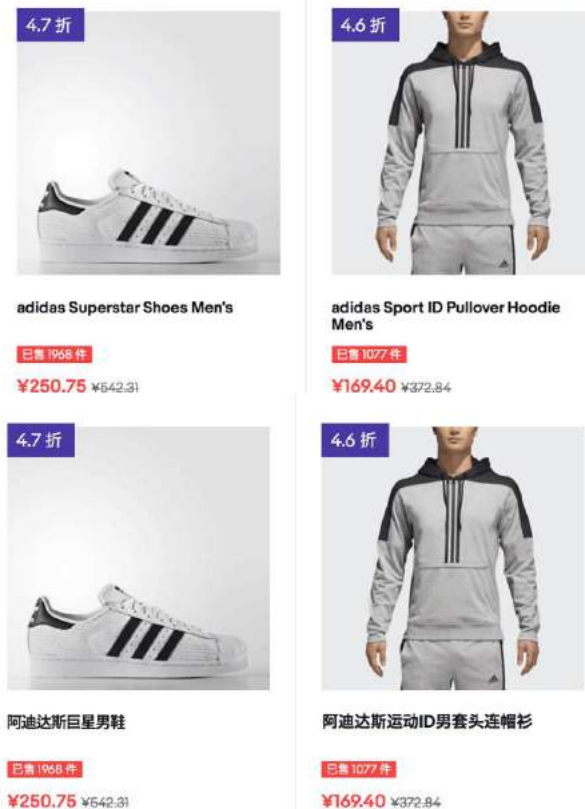 4.7 折
4.6 折
adidas Superstar Shoes Men's
adidas Sport ID Pullover Hoodie
Men's
已售 1968 件
已售 1077 件
¥250.75 ¥542.31
¥169.40 ¥372.84
4.7 折
4.6 折
阿迪达斯巨星男鞋
阿迪达斯运动ID男套头连帽衫
已售 1968 件
已售 1077 件
¥250.75 ¥542.31
¥169.40 ¥372.84